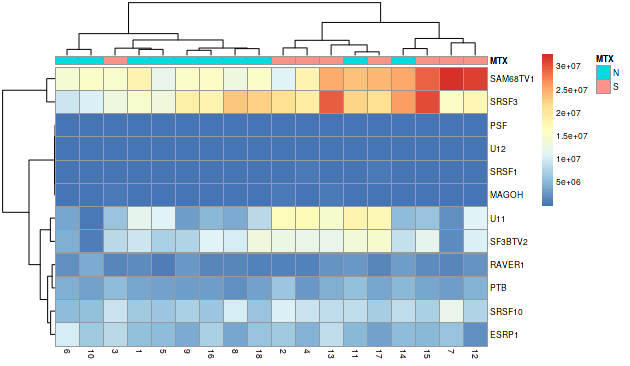 MTX
SAM68TV1
SRSF3
PSF
U12
SRSF1
MAGOH
U11
SF3BTV2
RAVER1
PTB
SRSF10
ESRP1
6 10 3 1 5 9 16 8 18 2 4 13 11 17 14 15 7 12
3e+07
2.5e+07
2e+07
1.5e+07
1e+07
5e+06
MTX
N
S